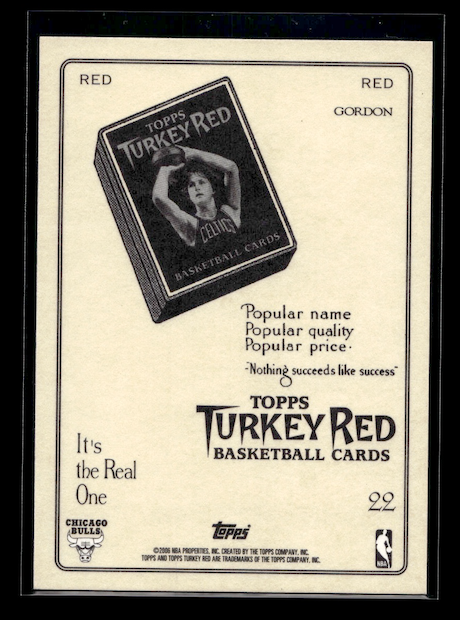 RED
RED
GORDON
TOPPS
TURKEY RED
CELTICS
BASKETBALL CARDS
Popular name
Popular quality
Popular price.
"Nothing succeeds like success"
TOPPS
TURKEY RED
BASKETBALL CARDS
It's
the Real
One
22
CHICAGO
BULLS
Topps
NBA
©2006 NBA PROPERTIES, INC. CREATED BY THE TOPPS COMPANY, INC.
TOPPS AND TOPPS TURKEY RED ARE TRADEMARKS OF THE TOPPS COMPANY, INC.